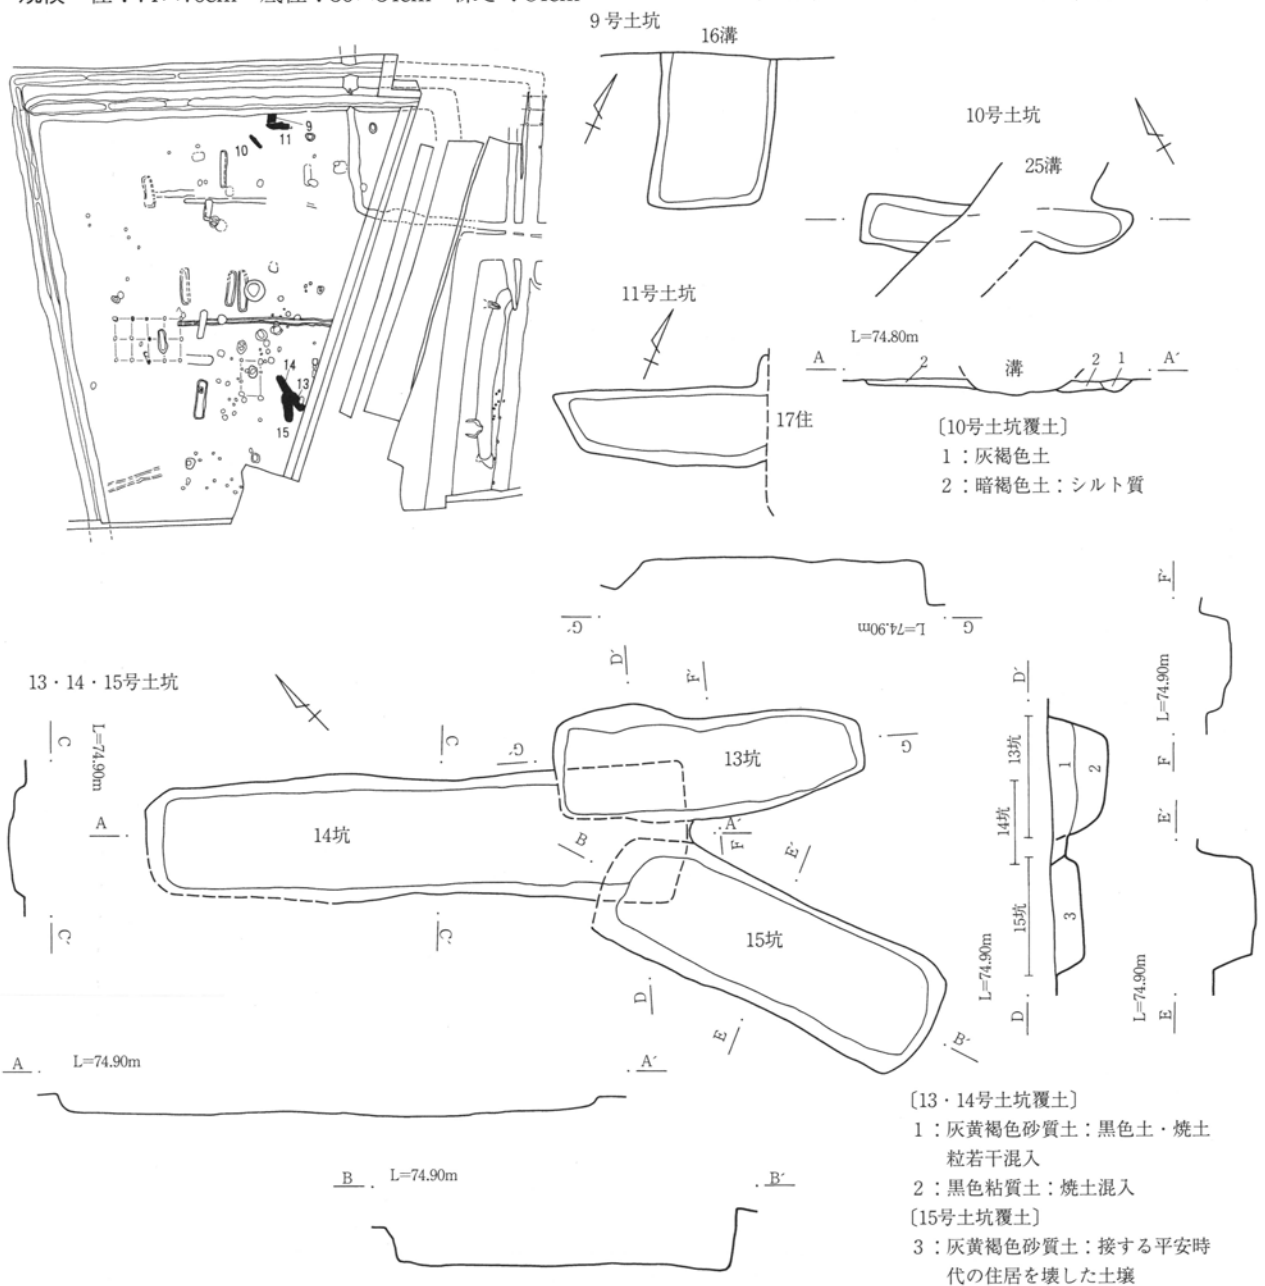 9号土坑
16溝
10号土坑
25溝
9
10
11
11号土坑
17住
L=74.80m
A
2
溝
2
1
A´
〔10号土坑覆土〕
1：灰褐色土
2：暗褐色土：シルト質
14
13
15
G´
L=74.90m
G
13・14・15号土坑
C
L=74.90m
C´
A
14坑
C
C´
G´
D´
F´
13坑
G
A´
F
B
E´
15坑
D
E
B´
D´
13坑
14坑
15坑
1
2
3
L=74.90m
D
F´
L=74.90m
F
E´
L=74.90m
E
A
L=74.90m
A´
B
L=74.90m
B´
〔13・14号土坑覆土〕
1：灰黄褐色砂質土：黒色土・焼土
粒若干混入
2：黒色粘質土：焼土混入
〔15号土坑覆土〕
3：灰黄褐色砂質土：接する平安時
代の住居を壊した土壌